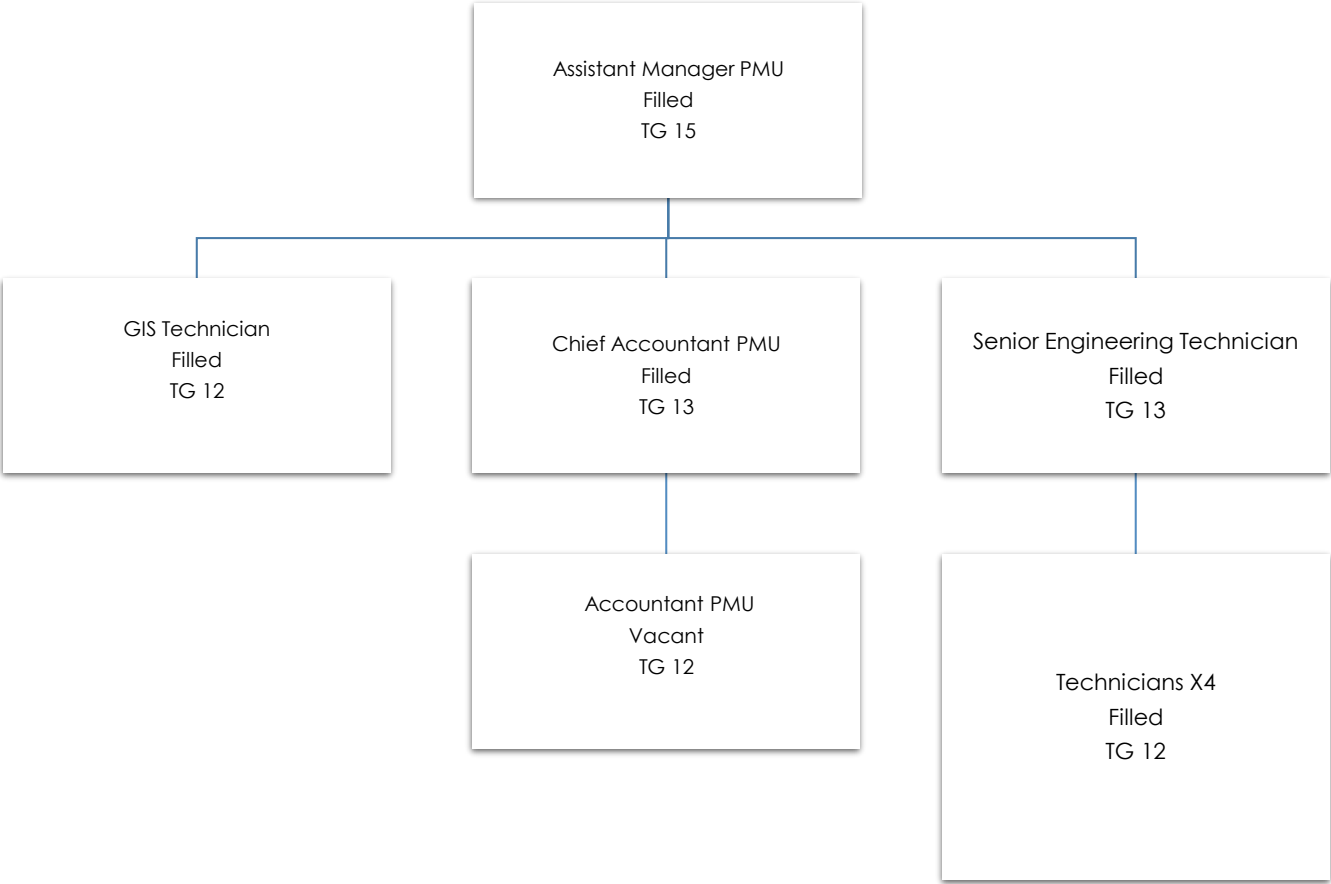 Assistant Manager PMU
Filled
TG 15
GIS Technician
Filled
TG 12
Chief Accountant PMU
Filled
TG 13
Senior Engineering Technician
Filled
TG 13
Accountant PMU
Vacant
TG 12
Technicians X4
Filled
TG 12